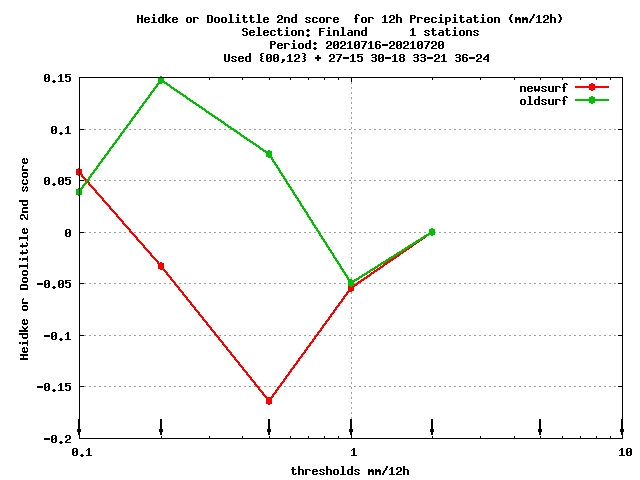 Heidke or Doolittle 2nd score  for 12h Precipitation (mm/12h)
Selection: Finland      1 stations
Period: 20210716-20210720
Used {00,12} + 27-15 30-18 33-21 36-24
newsurf
oldsurf
0.15
0.1
0.05
0
-0.05
-0.1
-0.15
-0.2
Heidke or Doolittle 2nd score
0.1
1
10
thresholds mm/12h